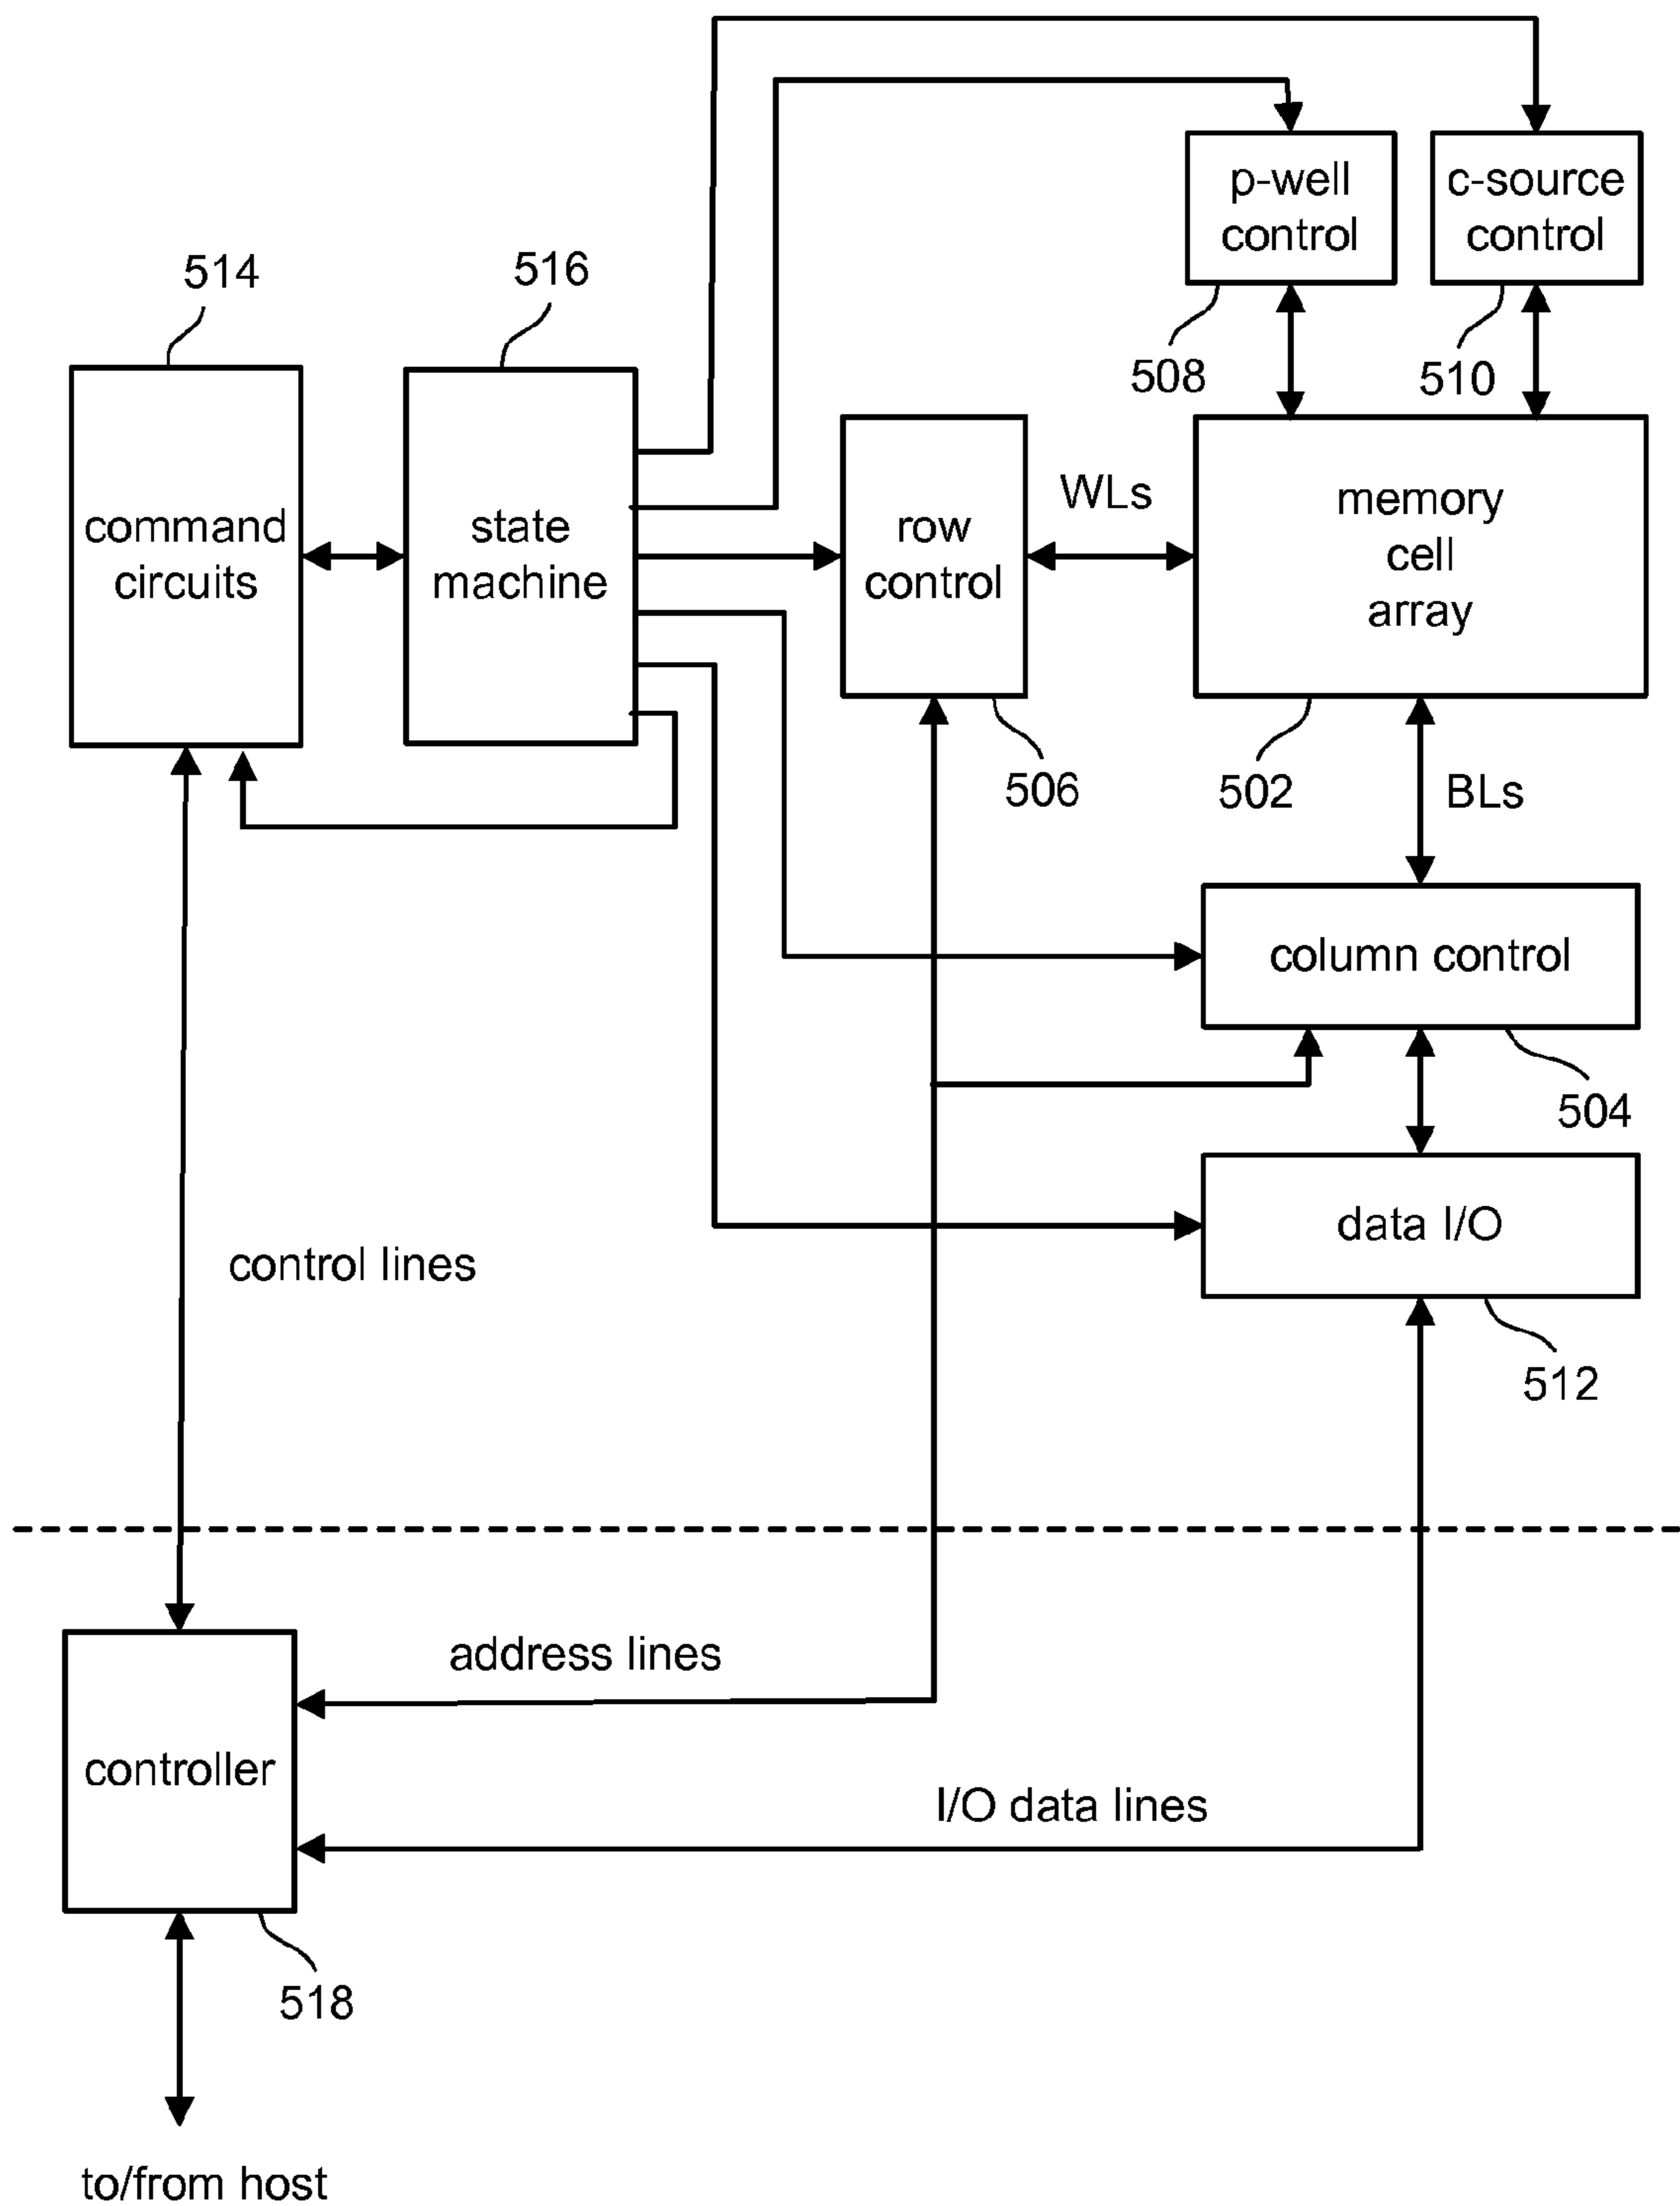 p-well
control
c-source
control
514
516
508
510
command
circuits
state
machine
row
control
WLs
memory
cell
array
506
502
BLs
column control
504
data I/O
control lines
512
address lines
controller
I/O data lines
518
to/from host